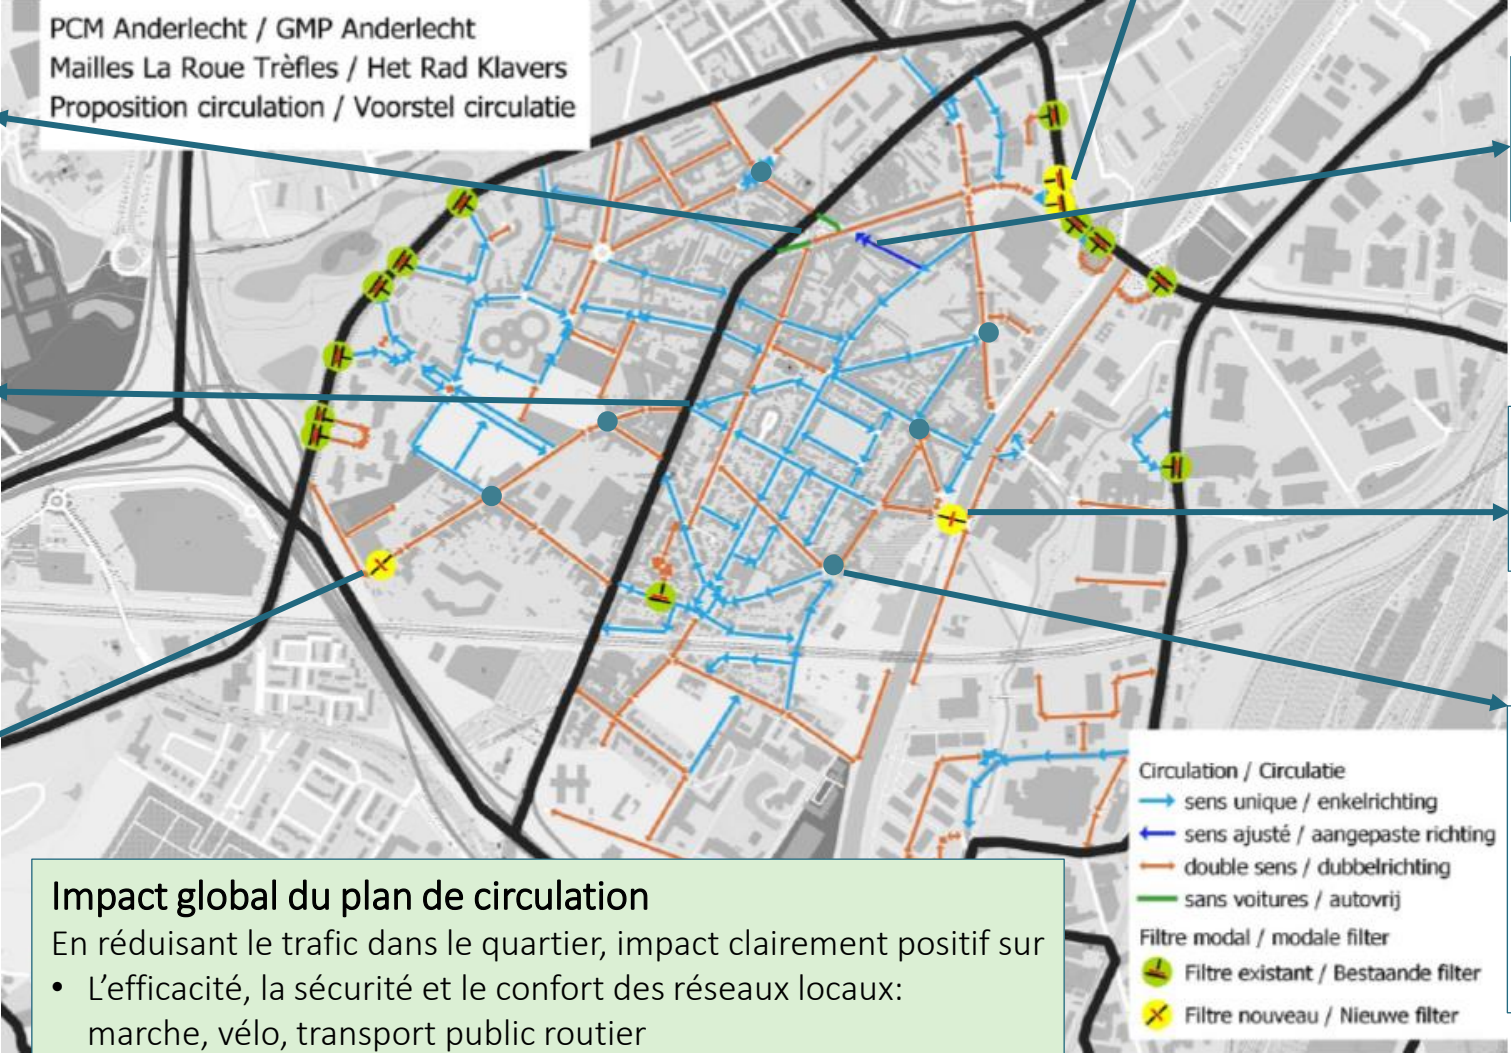 PCM Anderlecht / GMP Anderlecht
Mailles La Roue Trèfles / Het Rad Klavers
Proposition circulation / Voorstel circulatie
Circulation / Circulatie
sens unique / enkelrichting
sens ajusté / aangepaste richting
double sens / dubbelrichting
sans voitures / autovrij
Filtre modal / modale filter
Filtre existant / Bestaande filter
Filtre nouveau / Nieuwe filter
Impact global du plan de circulation
En réduisant le trafic dans le quartier, impact clairement positif sur
• L’efficacité, la sécurité et le confort des réseaux locaux:
marche, vélo, transport public routier